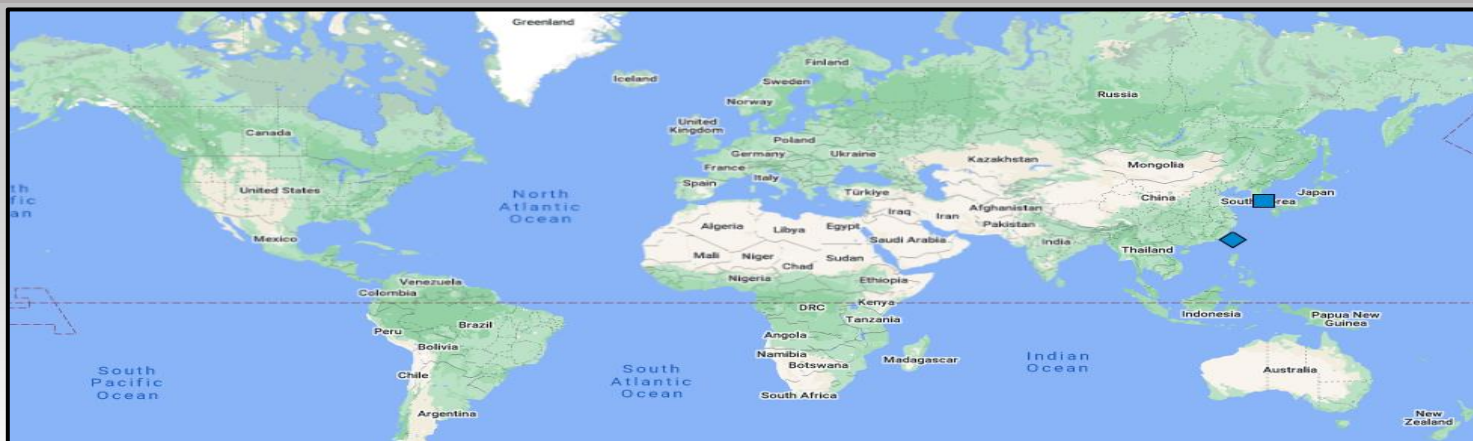 Greenland
Iceland
Finland
Sweden
Norway
Russia
United
Kingdom
Canada
Poland
Germany
Ukraine
France
Kazakhstan
Mongolia
Italy
Spain
Türkiye
United States
North
Atlantic
Ocean
China
Japan
Afghanistan
Iraq
Iran
Pakistan
Algeria
Libya
Egypt
Saudi Arabia
Mexico
India
Thailand
Mali
Niger
Chad
Sudan
Nigeria
Ethiopia
Venezuela
Colombia
DRC
Kenya
Tanzania
Indonesia
Papua New
Guinea
Peru
Brazil
Bolivia
Angola
Namibia
Botswana
Madagascar
Indian
Ocean
South
Pacific
Ocean
Chile
South
Atlantic
Ocean
South Africa
Australia
Argentina
New
Zealand